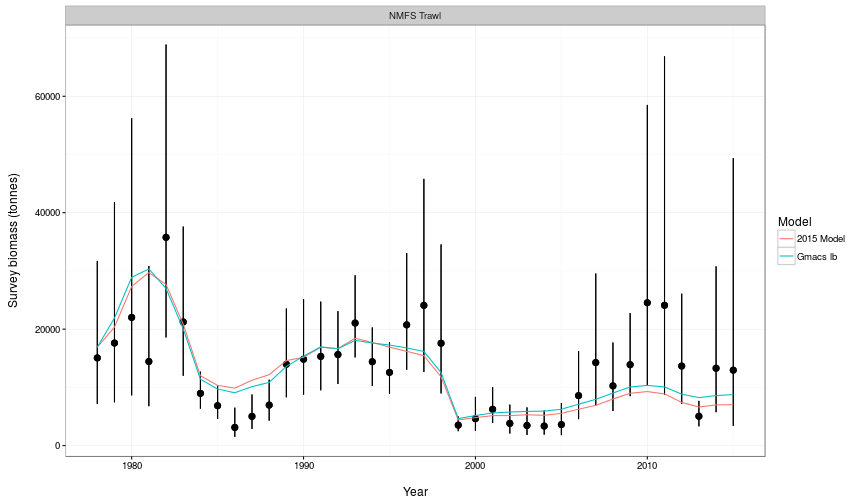 NMFS Trawl
Survey biomass (tonnes)
60000
40000
20000
0
1980
1990
2000
2010
Year
Model
2015 Model
Gmacs lb